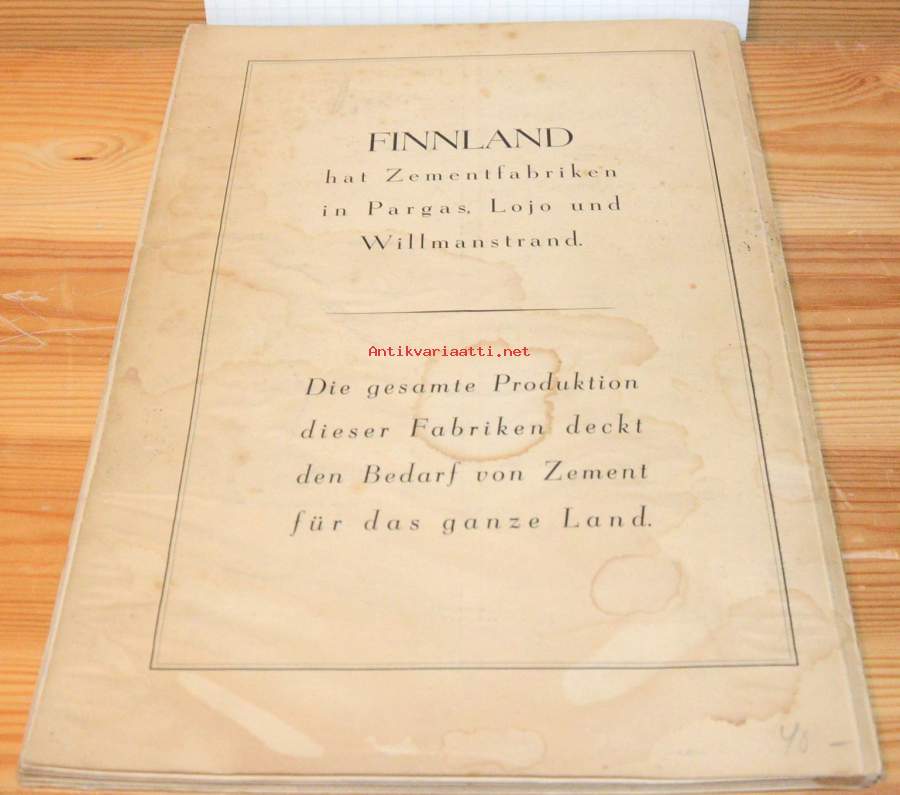 FINNLAND
hat Zementfabriken
in Pargas, Lojo und
Willmanstrand.
Antikvariaatti.net
Die gesamte Produktion
dieser Fabriken deckt
den Bedarf von Zement
für das ganze Land.
40 –